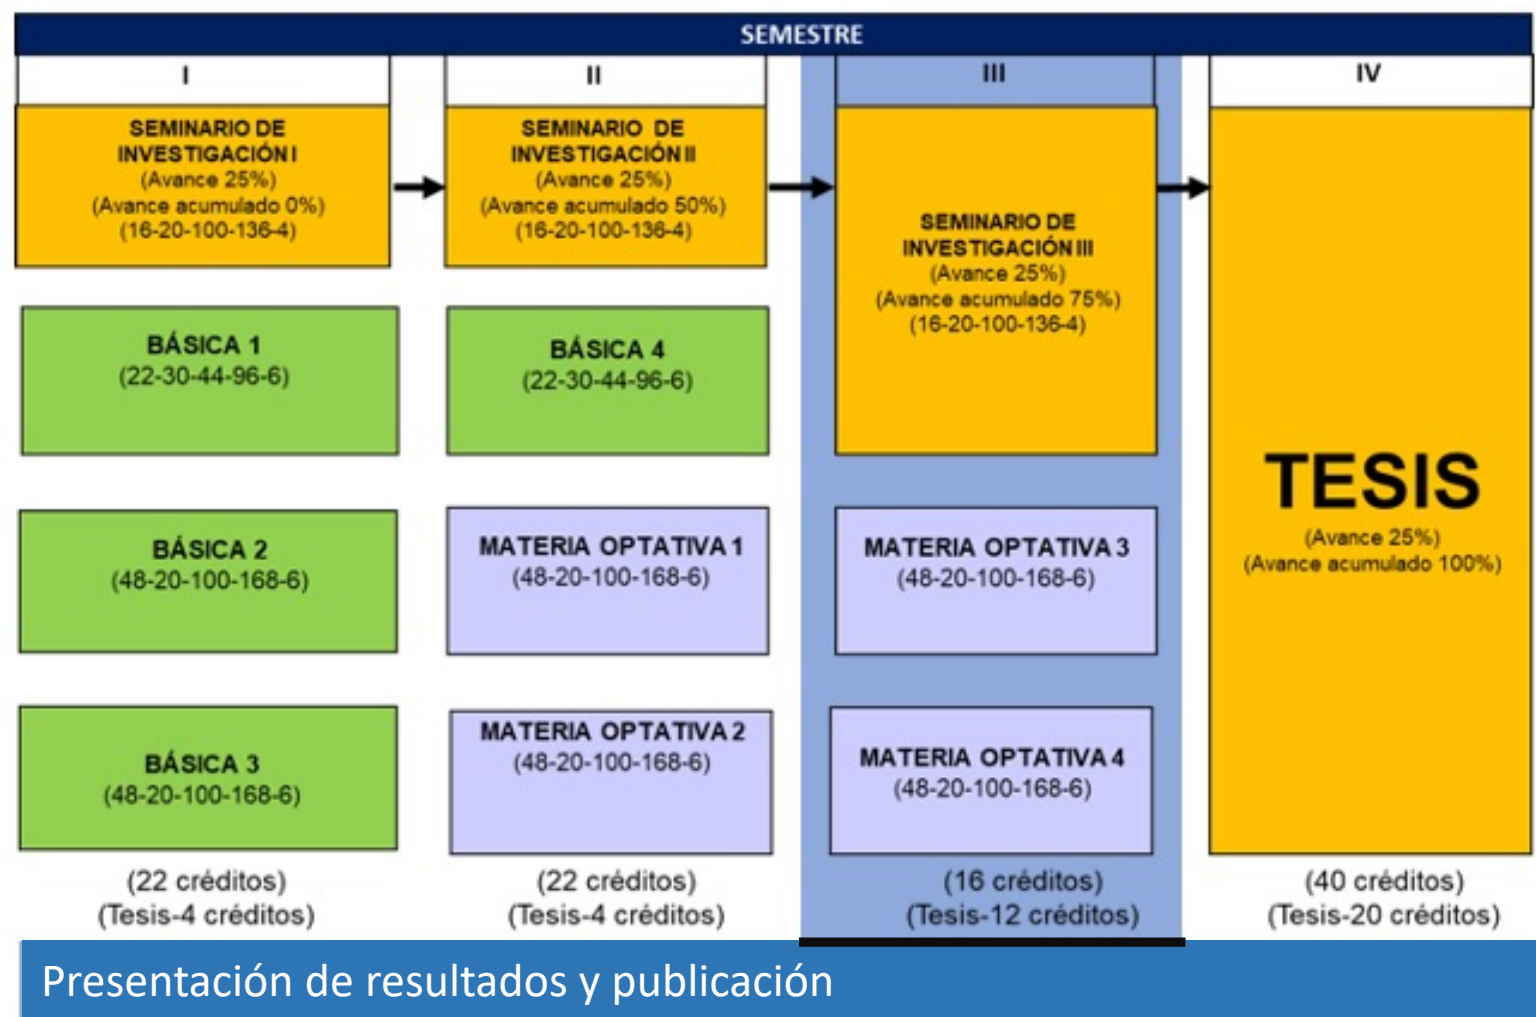 SEMESTRE
I
SEMINARIO DE
INVESTIGACIÓN I
(Avance 25%)
(Avance acumulado 0%)
(16-20-100-136-4)
BÁSICA 1
(22-30-44-96-6)
BÁSICA 2
(48-20-100-168-6)
BÁSICA 3
(48-20-100-168-6)
(22 créditos)
(Tesis-4 créditos)
II
SEMINARIO DE
INVESTIGACIÓN II
(Avance 25%)
(Avance acumulado 50%)
(16-20-100-136-4)
BÁSICA 4
(22-30-44-96-6)
MATERIA OPTATIVA 1
(48-20-100-168-6)
MATERIA OPTATIVA 2
(48-20-100-168-6)
(22 créditos)
(Tesis-4 créditos)
III
SEMINARIO DE
INVESTIGACIÓN III
(Avance 25%)
(Avance acumulado 75%)
(16-20-100-136-4)
MATERIA OPTATIVA 3
(48-20-100-168-6)
MATERIA OPTATIVA 4
(48-20-100-168-6)
(16 créditos)
(Tesis-12 créditos)
IV
TESIS
(Avance 25%)
(Avance acumulado 100%)
(40 créditos)
(Tesis-20 créditos)
Presentación de resultados y publicación